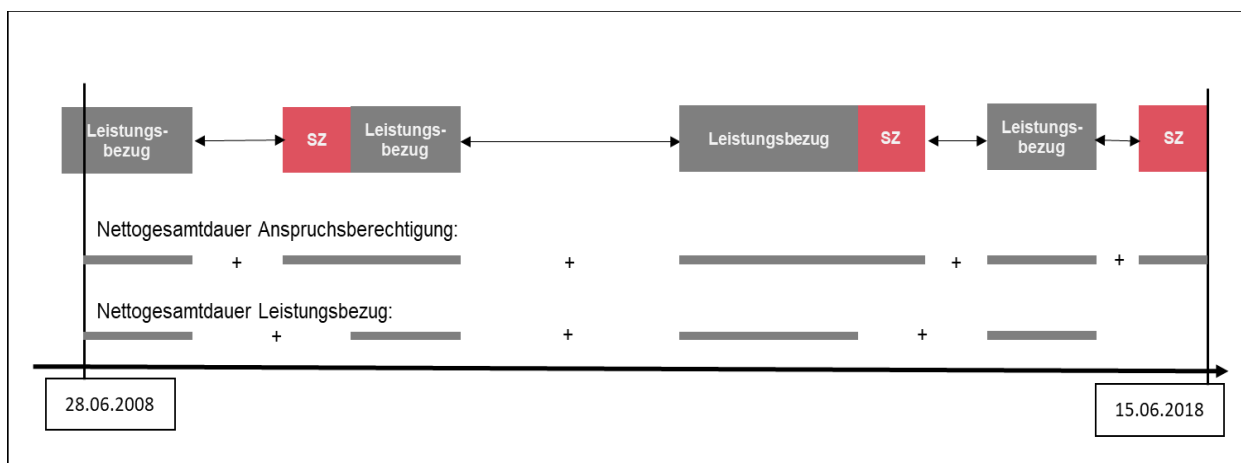 Leistungs-
bezug
SZ
Leistungs-
bezug
Leistungsbezug
SZ
Leistungs-
bezug
SZ
Nettogesamtdauer Anspruchsberechtigung:
+ + + +
Nettogesamtdauer Leistungsbezug:
+ + +
28.06.2008
15.06.2018